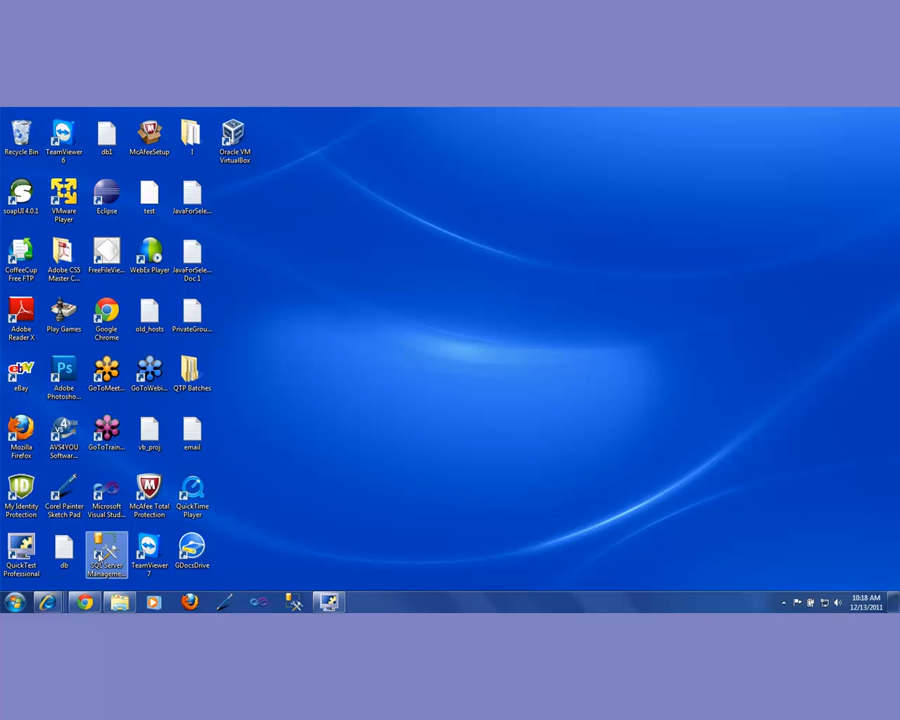 Recycle Bin
TeamViewer
6
db1
McAfeeSetup
I
Oracle VM
VirtualBox
soapUI 4.0.1
VMware
Player
Eclipse
test
JavaForSele...
CoffeeCup
Free FTP
Adobe CS5
Master C...
FreeFileVie...
WebEx Player
JavaForSele...
Doc 1
Adobe
Reader X
Play Games
Google
Chrome
old_hosts
PrivateGrou...
eBay
Adobe
Photosho...
GoToMeet...
GoToWebi...
QTP Batches
Mozilla
Firefox
AVS4YOU
Softwar...
GoToTrain...
vb_proj
email
My Identity
Protection
Corel Painter
Sketch Pad
Microsoft
Visual Stud...
McAfee Total
Protection
QuickTime
Player
QuickTest
Professional
db
SQL Server
Manageme...
TeamViewer
7
GDocsDrive
10:18 AM
12/13/2011